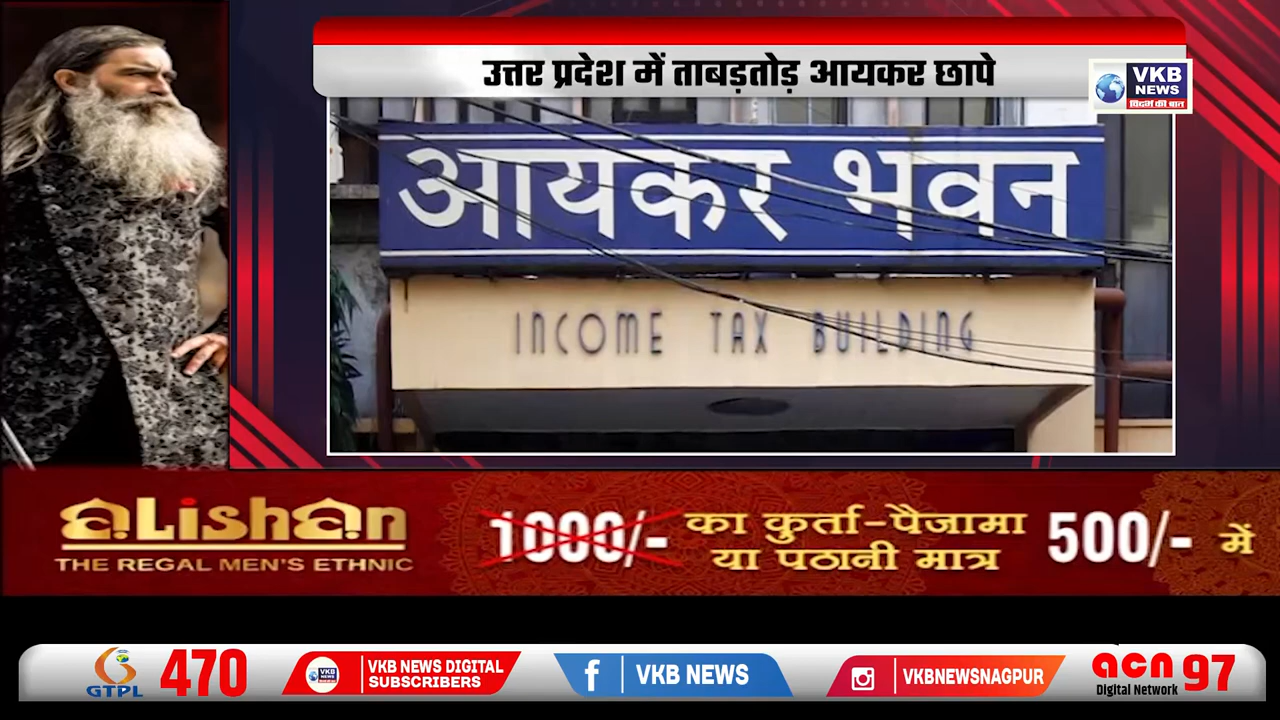 उत्तर प्रदेश में ताबड़तोड़ आयकर छापे
VKB
NEWS
विदर्भ की बात
आयकर भवन
INCOME TAX BUILDING
ALishAn
THE REGAL MEN'S ETHNIC
1000/- का कुर्ता-पैजामा
या पठानी मात्र
500/- में
GTPL
470
VKB NEWS DIGITAL
SUBSCRIBERS
VKB NEWS
VKBNEWSNAGPUR
acn 97
Digital Network